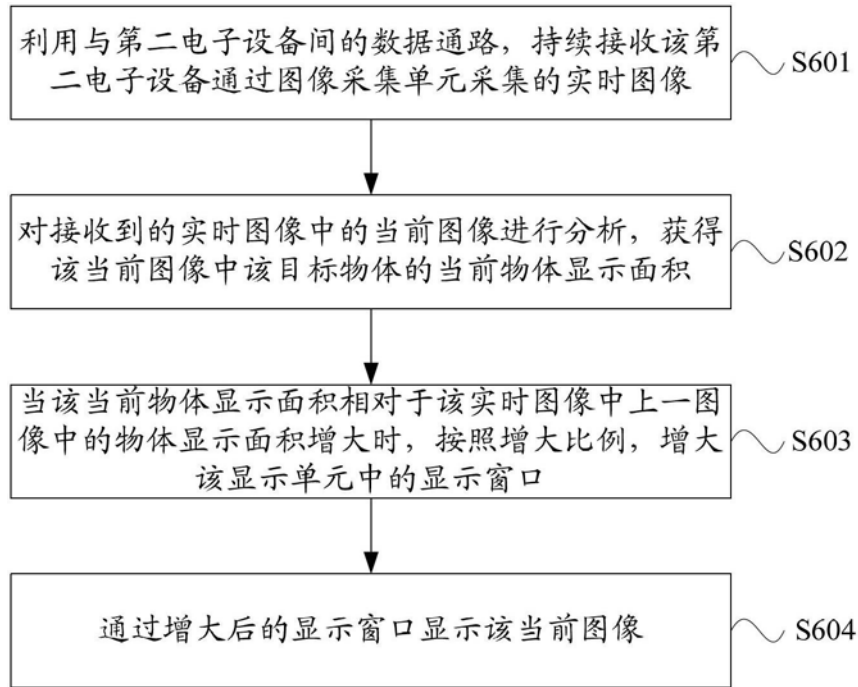 利用与第二电子设备间的数据通路，持续接收该第
二电子设备通过图像采集单元采集的实时图像
S601
对接收到的实时图像中的当前图像进行分析，获得
该当前图像中该目标物体的当前物体显示面积
S602
当该当前物体显示面积相对于该实时图像中上一图
像中的物体显示面积增大时，按照增大比例，增大
该显示单元中的显示窗口
S603
通过增大后的显示窗口显示该当前图像
S604